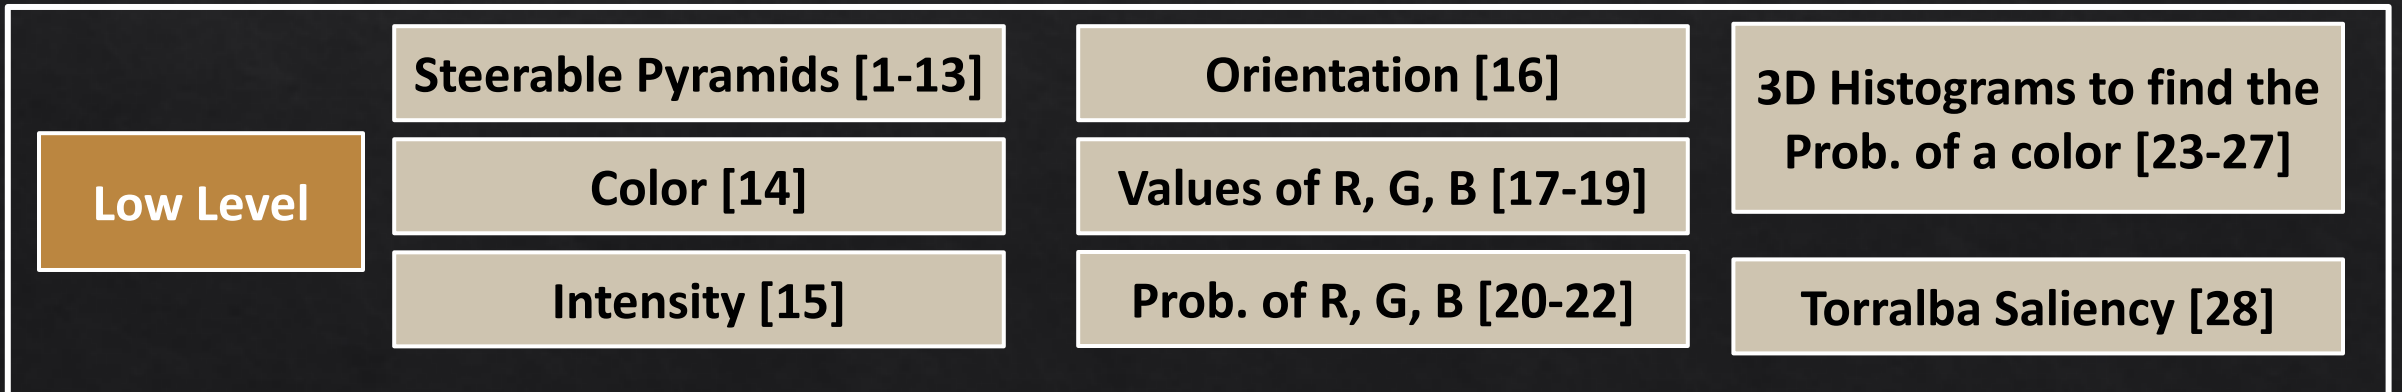 Low Level
Steerable Pyramids [1-13]
Color [14]
Intensity [15]
Orientation [16]
Values of R, G, B [17-19]
Prob. of R, G, B [20-22]
3D Histograms to find the
Prob. of a color [23-27]
Torralba Saliency [28]